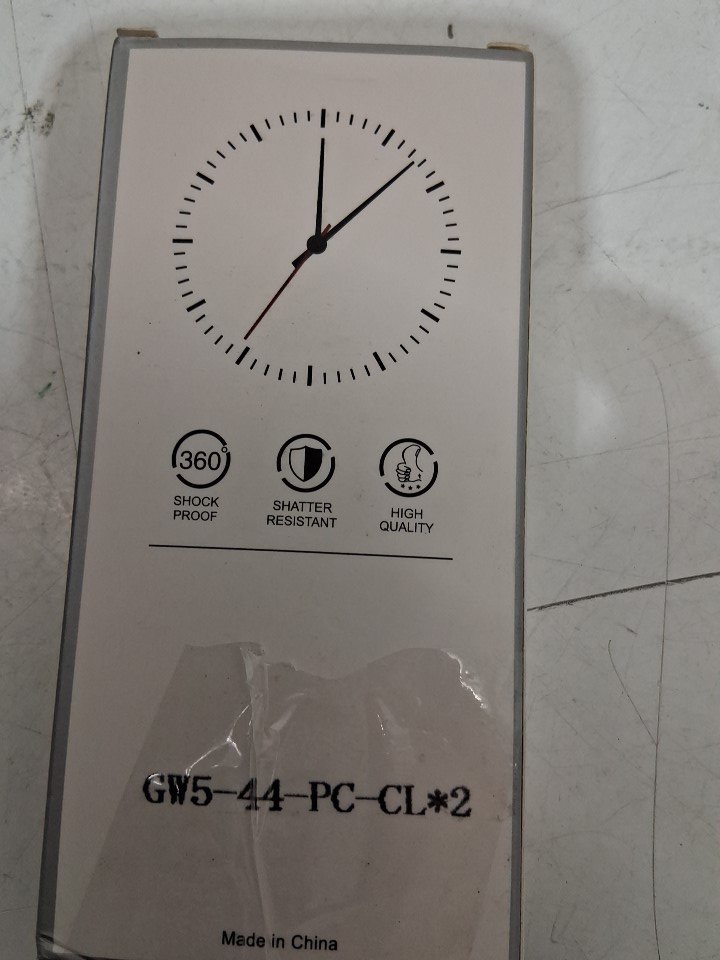 360°
SHOCK
PROOF
SHATTER
RESISTANT
HIGH
QUALITY
GW5-44-PC-CL*2
Made in China